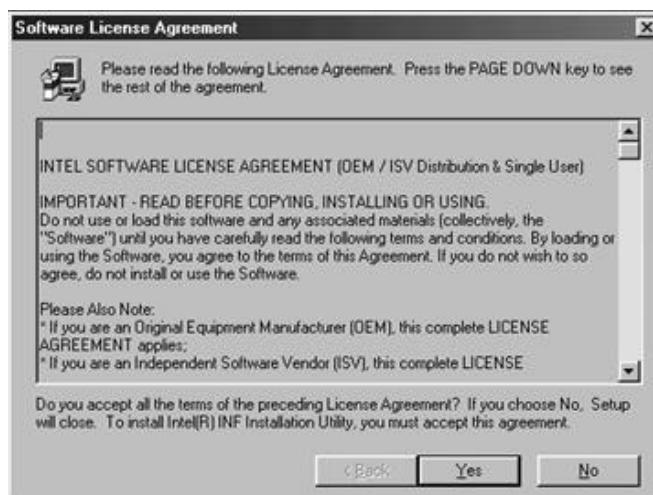 Software License Agreement
Please read the following License Agreement. Press the PAGE DOWN key to see
the rest of the agreement.
INTEL SOFTWARE LICENSE AGREEMENT (OEM / ISV Distribution & Single User)
IMPORTANT - READ BEFORE COPYING, INSTALLING OR USING.
Do not use or load this software and any associated materials (collectively, the
"Software") until you have carefully read the following terms and conditions. By loading or
using the Software, you agree to the terms of this Agreement. If you do not wish to so
agree, do not install or use the Software.
Please Also Note:
* If you are an Original Equipment Manufacturer (OEM), this complete LICENSE
AGREEMENT applies;
* If you are an Independent Software Vendor (ISV), this complete LICENSE
Do you accept all the terms of the preceding License Agreement? If you choose No, Setup
will close. To install Intel(R) INF Installation Utility, you must accept this agreement.
< Back Yes No